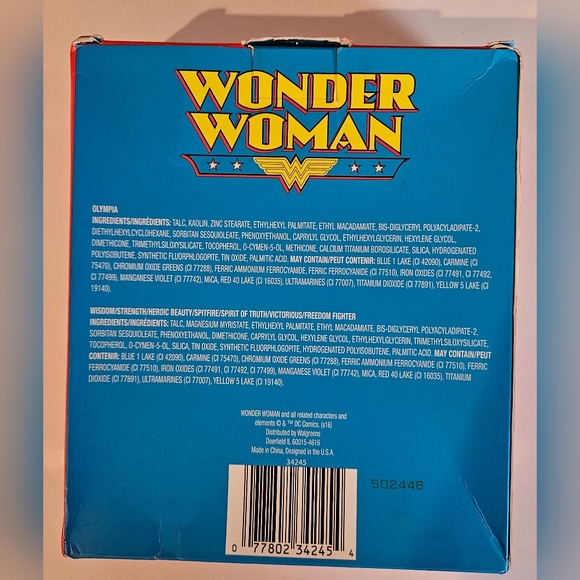 WONDER
WOMAN
W
OLYMPIA
INGREDIENTS/INGRÉDIENTS: TALC, KAOLIN, ZINC STEARATE, ETHYLHEXYL PALMITATE, ETHYL MACADAMIATE, BIS-DIGLYCERYL POLYACYLADIPATE-2,
DIETHYLHEXYLCYCLOHEXANE, SORBITAN SESQUIOLEATE, PHENOXYETHANOL, CAPRYLYL GLYCOL, ETHYLHEXYLGLYCERIN, HEXYLENE GLYCOL,
DIMETHICONE, TRIMETHYLSILOXYSILICATE, TOCOPHEROL, O-CYMEN-5-OL, METHICONE, CALCIUM TITANIUM BOROSILICATE, SILICA, HYDROGENATED
POLYISOBUTENE, SYNTHETIC FLUORPHLOGOPITE, TIN OXIDE, PALMITIC ACID. MAY CONTAIN/PEUT CONTENIR: BLUE 1 LAKE (CI 42090), CARMINE (CI
75470), CHROMIUM OXIDE GREENS (CI 77288), FERRIC AMMONIUM FERROCYANIDE, FERRIC FERROCYANIDE (CI 77510), IRON OXIDES (CI 77491, CI 77492,
CI 77499), MANGANESE VIOLET (CI 77742), MICA, RED 40 LAKE (CI 16035), ULTRAMARINES (CI 77007), TITANIUM DIOXIDE (CI 77891), YELLOW 5 LAKE (CI
19140).
WISDOM/STRENGTH/HEROIC BEAUTY/SPITFIRE/SPIRIT OF TRUTH/VICTORIOUS/FREEDOM FIGHTER
INGREDIENTS/INGRÉDIENTS: TALC, MAGNESIUM MYRISTATE, ETHYLHEXYL PALMITATE, ETHYL MACADAMIATE, BIS-DIGLYCERYL POLYACYLADIPATE-2,
SORBITAN SESQUIOLEATE, PHENOXYETHANOL, DIMETHICONE, CAPRYLYL GLYCOL, HEXYLENE GLYCOL, ETHYLHEXYLGLYCERIN, TRIMETHYLSILOXYSILICATE,
TOCOPHEROL, O-CYMEN-5-OL, SILICA, TIN OXIDE, SYNTHETIC FLUORPHLOGOPITE, HYDROGENATED POLYISOBUTENE, PALMITIC ACID. MAY CONTAIN/PEUT
CONTENIR: BLUE 1 LAKE (CI 42090), CARMINE (CI 75470), CHROMIUM OXIDE GREENS (CI 77288), FERRIC AMMONIUM FERROCYANIDE, FERRIC
FERROCYANIDE (CI 77510), IRON OXIDES (CI 77491, CI 77492, CI 77499), MANGANESE VIOLET (CI 77742), MICA, RED 40 LAKE (CI 16035), TITANIUM
DIOXIDE (CI 77891), ULTRAMARINES (CI 77007), YELLOW 5 LAKE (CI 19140).
WONDER WOMAN and all related characters and
elements © & ™ DC Comics. (s16)
Distributed by Walgreens
Deerfield IL 60015-4616
Made in China, Designed in the U.S.A.
34245
502448
0 77802 34245 4